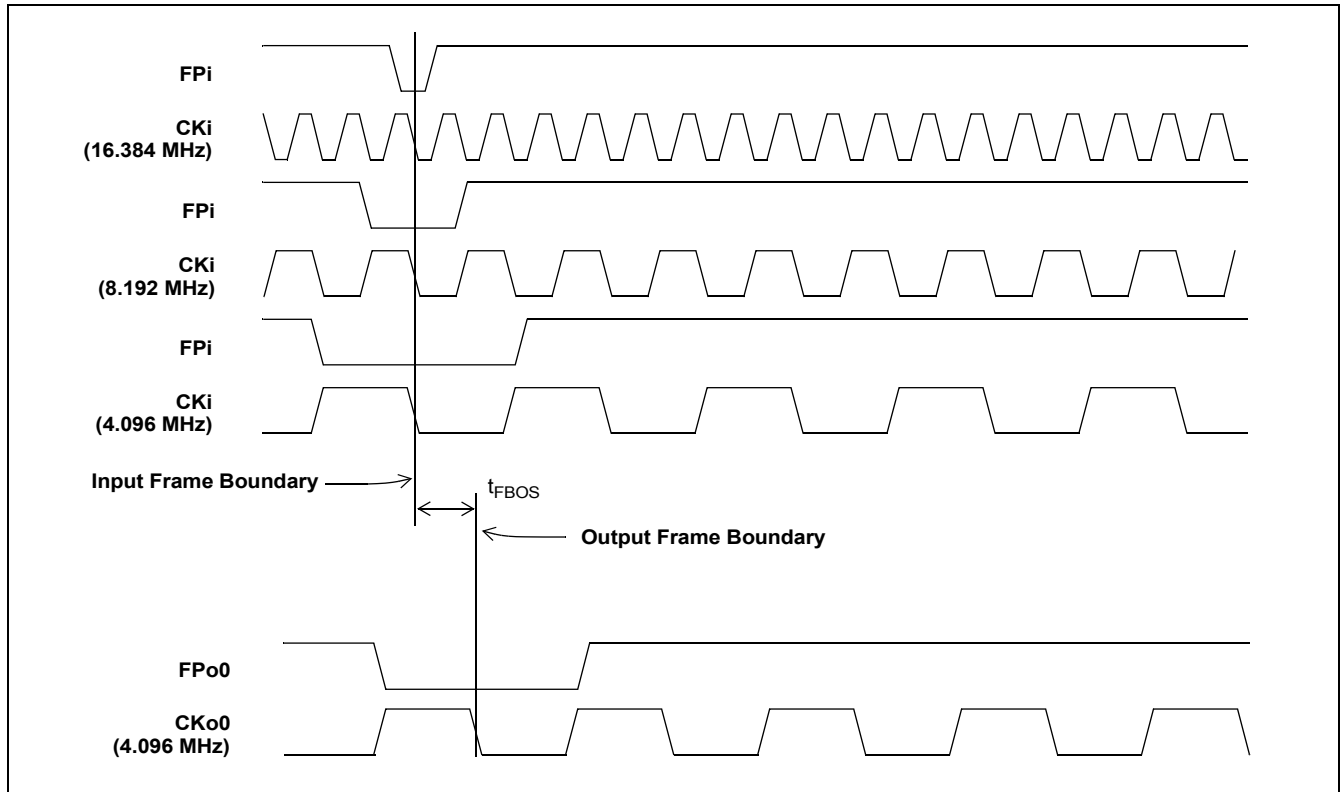 FPi
CKi
(16.384 MHz)
FPi
CKi
(8.192 MHz)
FPi
CKi
(4.096 MHz)
Input Frame Boundary
tFBOS
Output Frame Boundary
FPo0
CKo0
(4.096 MHz)